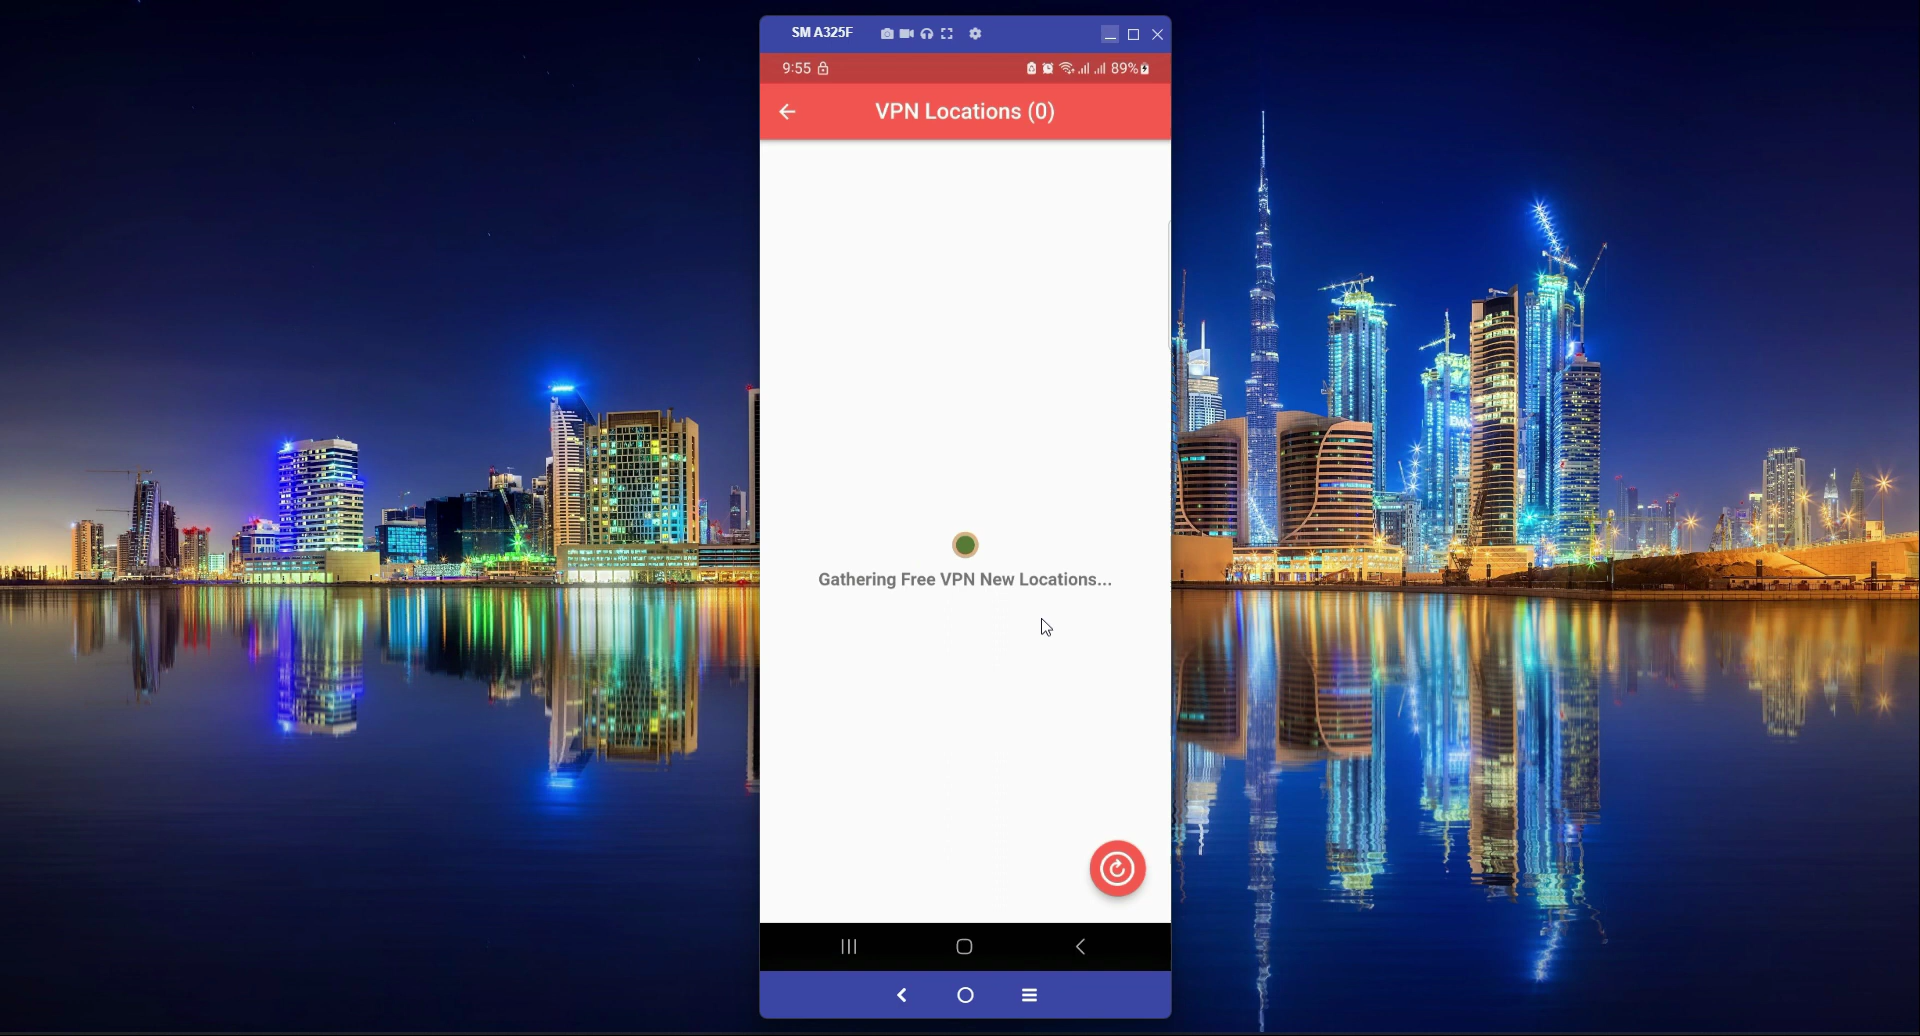 SM A325F
9:55 89%
VPN Locations (0)
Gathering Free VPN New Locations...